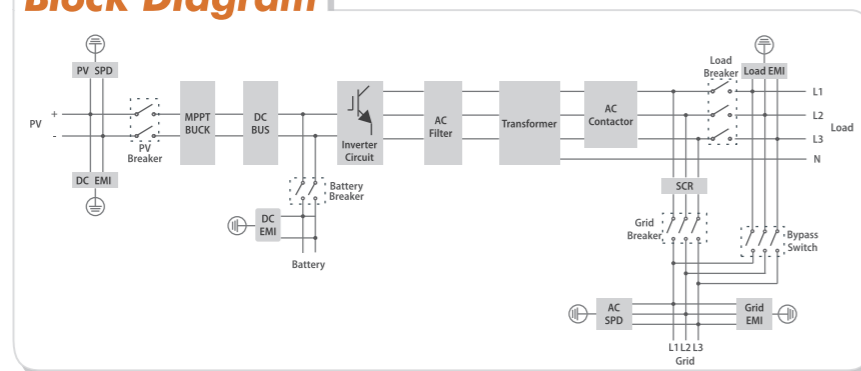 Block Diagram
PV SPD
Load
Breaker
Load EMI
PV
+
-
PV
Breaker
MPPT
BUCK
DC
BUS
Inverter
Circuit
AC
Filter
Transformer
AC
Contactor
L1
L2
L3
N
Load
DC EMI
Battery
Breaker
DC
EMI
Battery
SCR
Grid
Breaker
Bypass
Switch
AC
SPD
Grid
EMI
L1 L2 L3
Grid